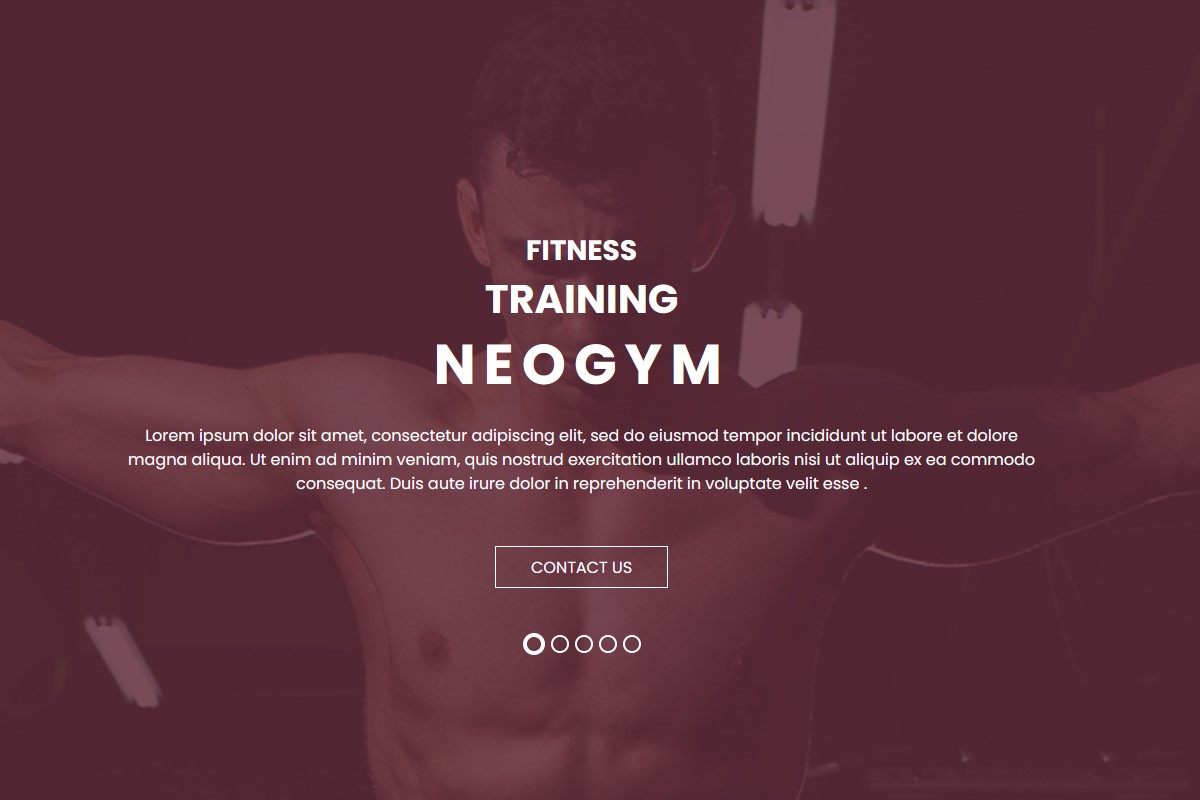 FITNESS
TRAINING
NEOGYM
Lorem ipsum dolor sit amet, consectetur adipiscing elit, sed do eiusmod tempor incididunt ut labore et dolore
magna aliqua. Ut enim ad minim veniam, quis nostrud exercitation ullamco laboris nisi ut aliquip ex ea commodo
consequat. Duis aute irure dolor in reprehenderit in voluptate velit esse .
CONTACT US